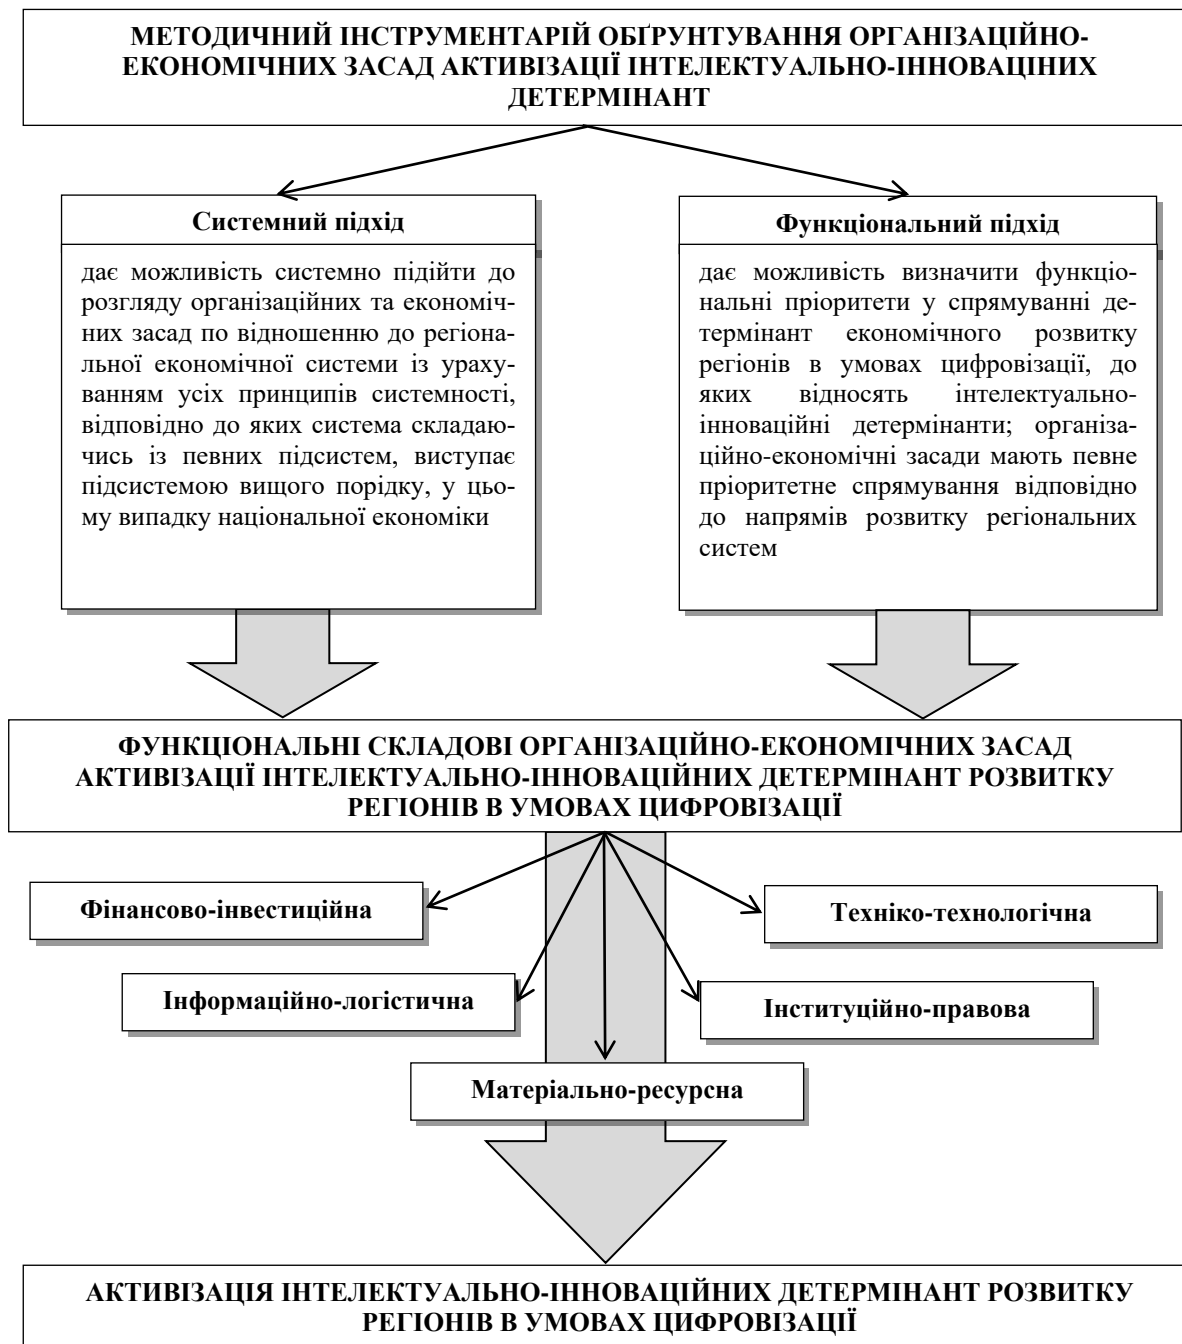 МЕТОДИЧНИЙ ІНСТРУМЕНТАРІЙ ОБҐРУНТУВАННЯ ОРГАНІЗАЦІЙНО-
ЕКОНОМІЧНИХ ЗАСАД АКТИВІЗАЦІЇ ІНТЕЛЕКТУАЛЬНО-ІННОВАЦІНИХ
ДЕТЕРМІНАНТ
Системний підхід
дає можливість системно підійти до
розгляду організаційних та економіч-
них засад по відношенню до регіона-
льної економічної системи ізураху-
ванням усіх принципів системності,
відповідно до яких система складаю-
чись із певних підсистем, виступає
підсистемою вищого порядку, у цьо-
му випадку національної економіки
Функціональний підхід
дає можливість визначити функціо-
нальні пріоритети у спрямуванні де-
термінант економічного розвитку
регіонів в умовах цифровізації, до
яких відносять інтелектуально-
інноваційні детермінанти; організа-
ційно-економічні засади мають певне
пріоритетне спрямування відповідно
до напрямів розвитку регіональних
систем
ФУНКЦІОНАЛЬНІ СКЛАДОВІ ОРГАНІЗАЦІЙНО-ЕКОНОМІЧНИХ ЗАСАД
АКТИВІЗАЦІЇ ІНТЕЛЕКТУАЛЬНО-ІННОВАЦІЙНИХ ДЕТЕРМІНАНТ РОЗВИТКУ
РЕГІОНІВ В УМОВАХ ЦИФРОВІЗАЦІЇ
Фінансово-інвестиційна
Техніко-технологічна
Інформаційно-логістична
Інституційно-правова
Матеріально-ресурсна
АКТИВІЗАЦІЯ ІНТЕЛЕКТУАЛЬНО-ІННОВАЦІЙНИХ ДЕТЕРМІНАНТ РОЗВИТКУ
РЕГІОНІВ В УМОВАХ ЦИФРОВІЗАЦІЇ